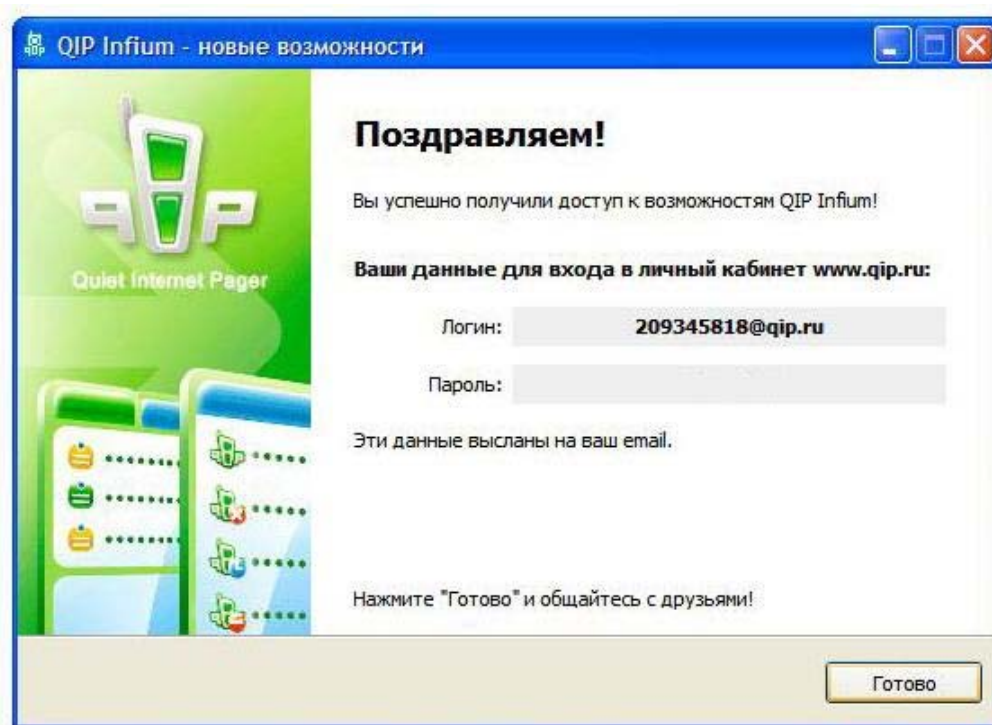 QIP Infium - новые возможности
qip
Quiet Internet Pager
Поздравляем!
Вы успешно получили доступ к возможностям QIP Infium!
Ваши данные для входа в личный кабинет www.qip.ru:
Логин: 209345818@qip.ru
Пароль:
Эти данные высланы на ваш email.
Нажмите "Готово" и общайтесь с друзьями!
Готово